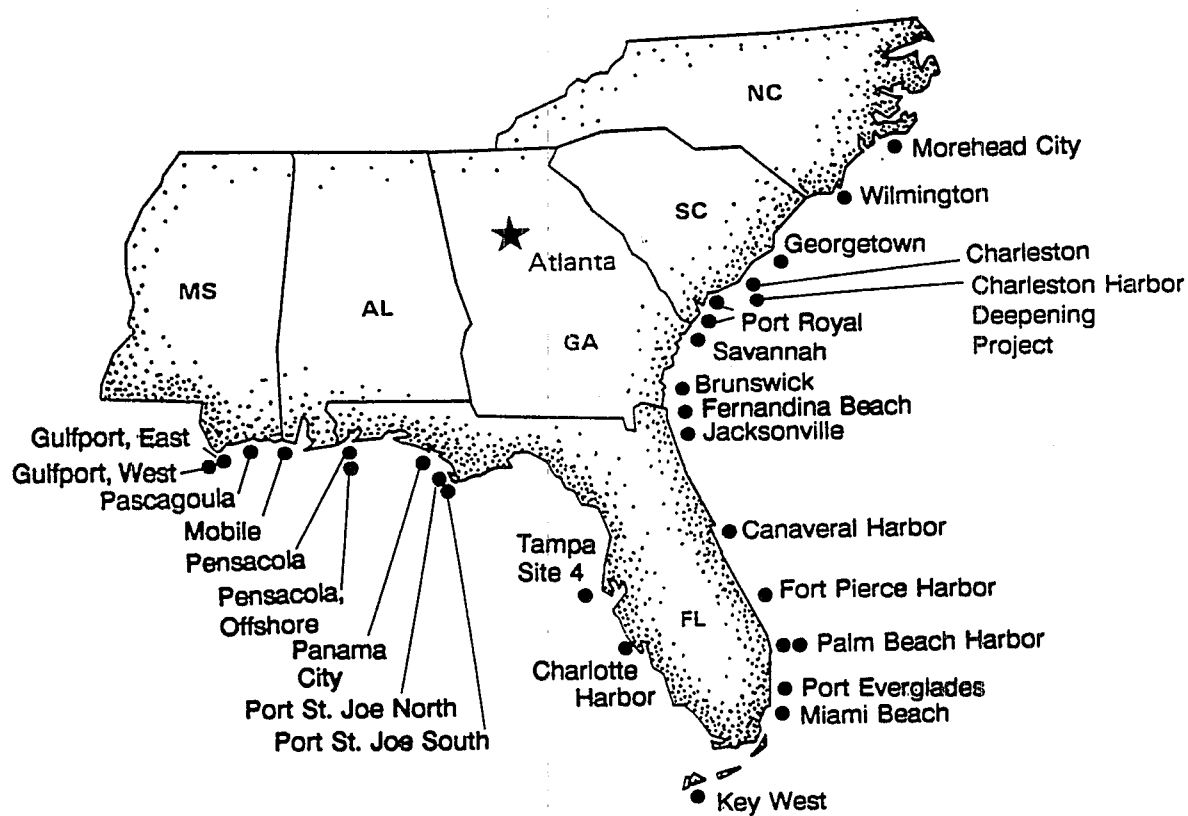 NC
Morehead City
Wilmington
SC
Georgetown
Charleston
Atlanta
Charleston Harbor
Deepening
Project
MS
AL
GA
Port Royal
Savannah
Brunswick
Fernandina Beach
Jacksonville
Gulfport, East
Gulfport, West
Pascagoula
Mobile
Pensacola
Pensacola,
Offshore
Panama
City
Port St. Joe North
Port St. Joe South
Tampa
Site 4
Charlotte
Harbor
FL
Canaveral Harbor
Fort Pierce Harbor
Palm Beach Harbor
Port Everglades
Miami Beach
Key West